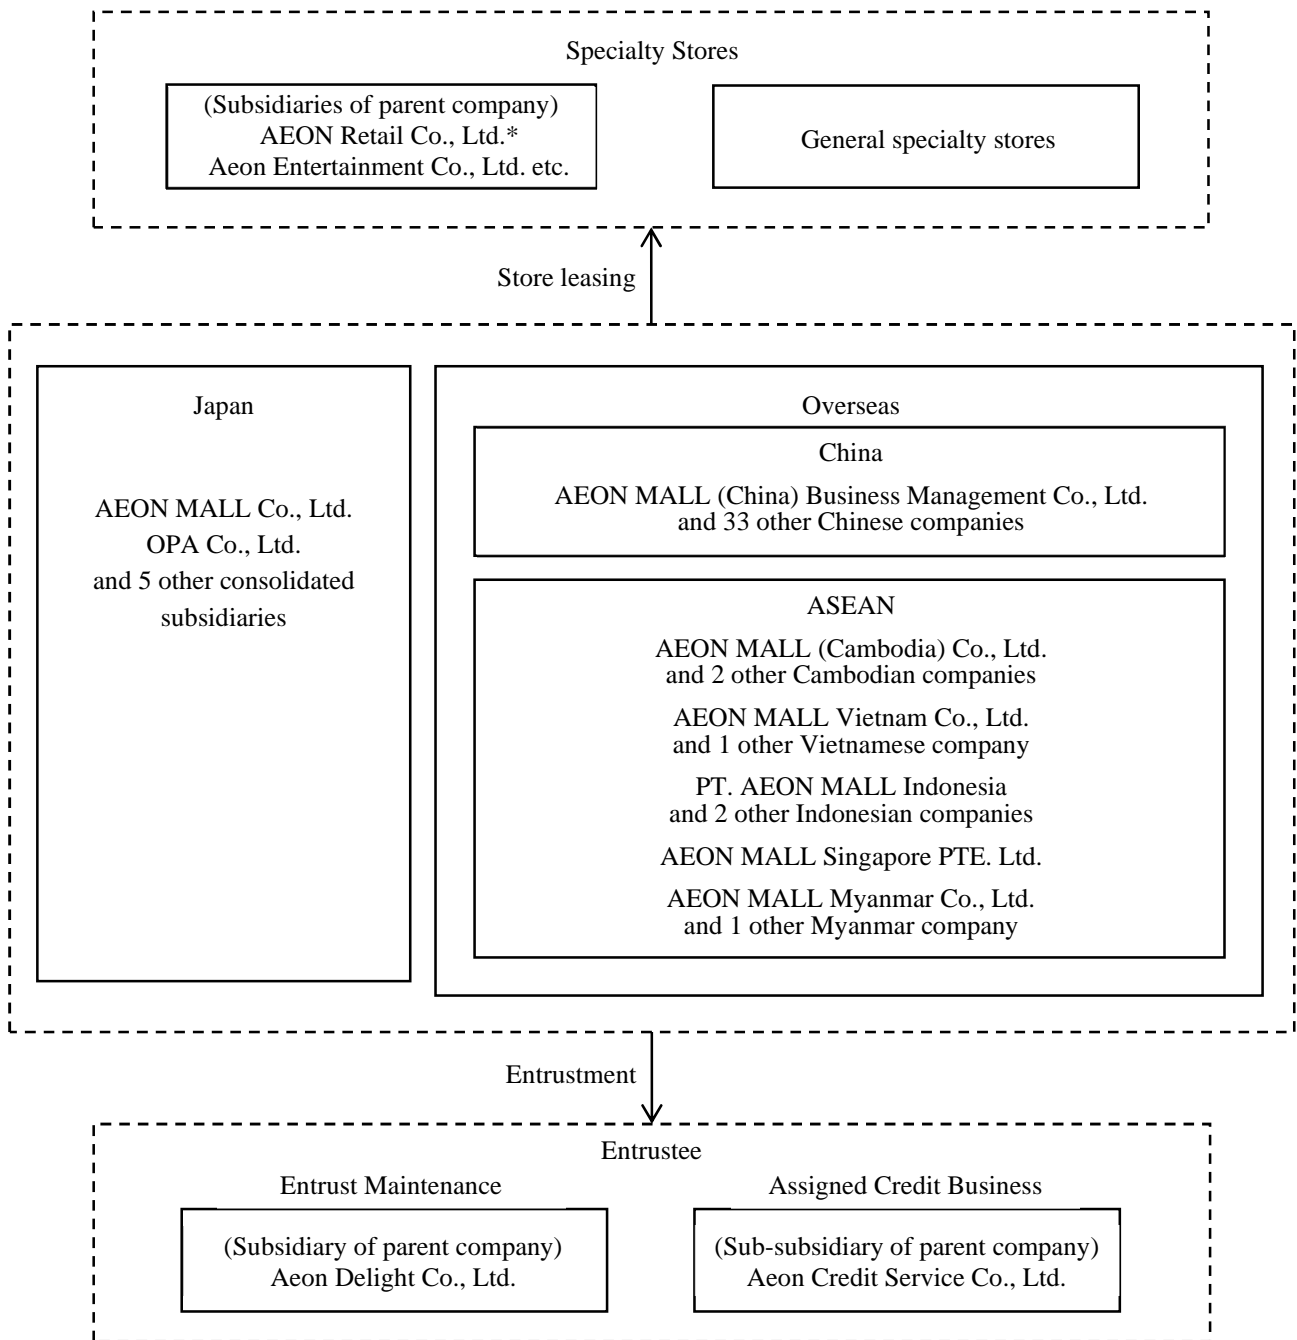 Specialty Stores
(Subsidiaries of parent company)
AEON Retail Co., Ltd.*
Aeon Entertainment Co., Ltd. etc.
General specialty stores
Store leasing
Japan
AEON MALL Co., Ltd.
OPA Co., Ltd.
and 5 other consolidated
subsidiaries
Overseas
China
AEON MALL (China) Business Management Co., Ltd.
and 33 other Chinese companies
ASEAN
AEON MALL (Cambodia) Co., Ltd.
and 2 other Cambodian companies
AEON MALL Vietnam Co., Ltd.
and 1 other Vietnamese company
PT. AEON MALL Indonesia
and 2 other Indonesian companies
AEON MALL Singapore PTE. Ltd.
AEON MALL Myanmar Co., Ltd.
and 1 other Myanmar company
Entrustment
Entrustee
Entrust Maintenance
(Subsidiary of parent company)
Aeon Delight Co., Ltd.
Assigned Credit Business
(Sub-subsidiary of parent company)
Aeon Credit Service Co., Ltd.